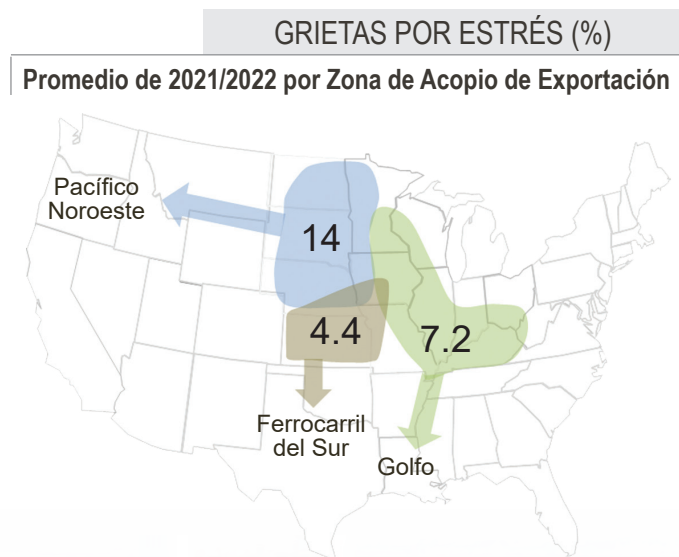 GRIETAS POR ESTRÉS (%)
Promedio de 2021/2022 por Zona de Acopio de Exportación
Pacífico
Noroeste
14
4.4
7.2
Ferrocarril
del Sur
Golfo